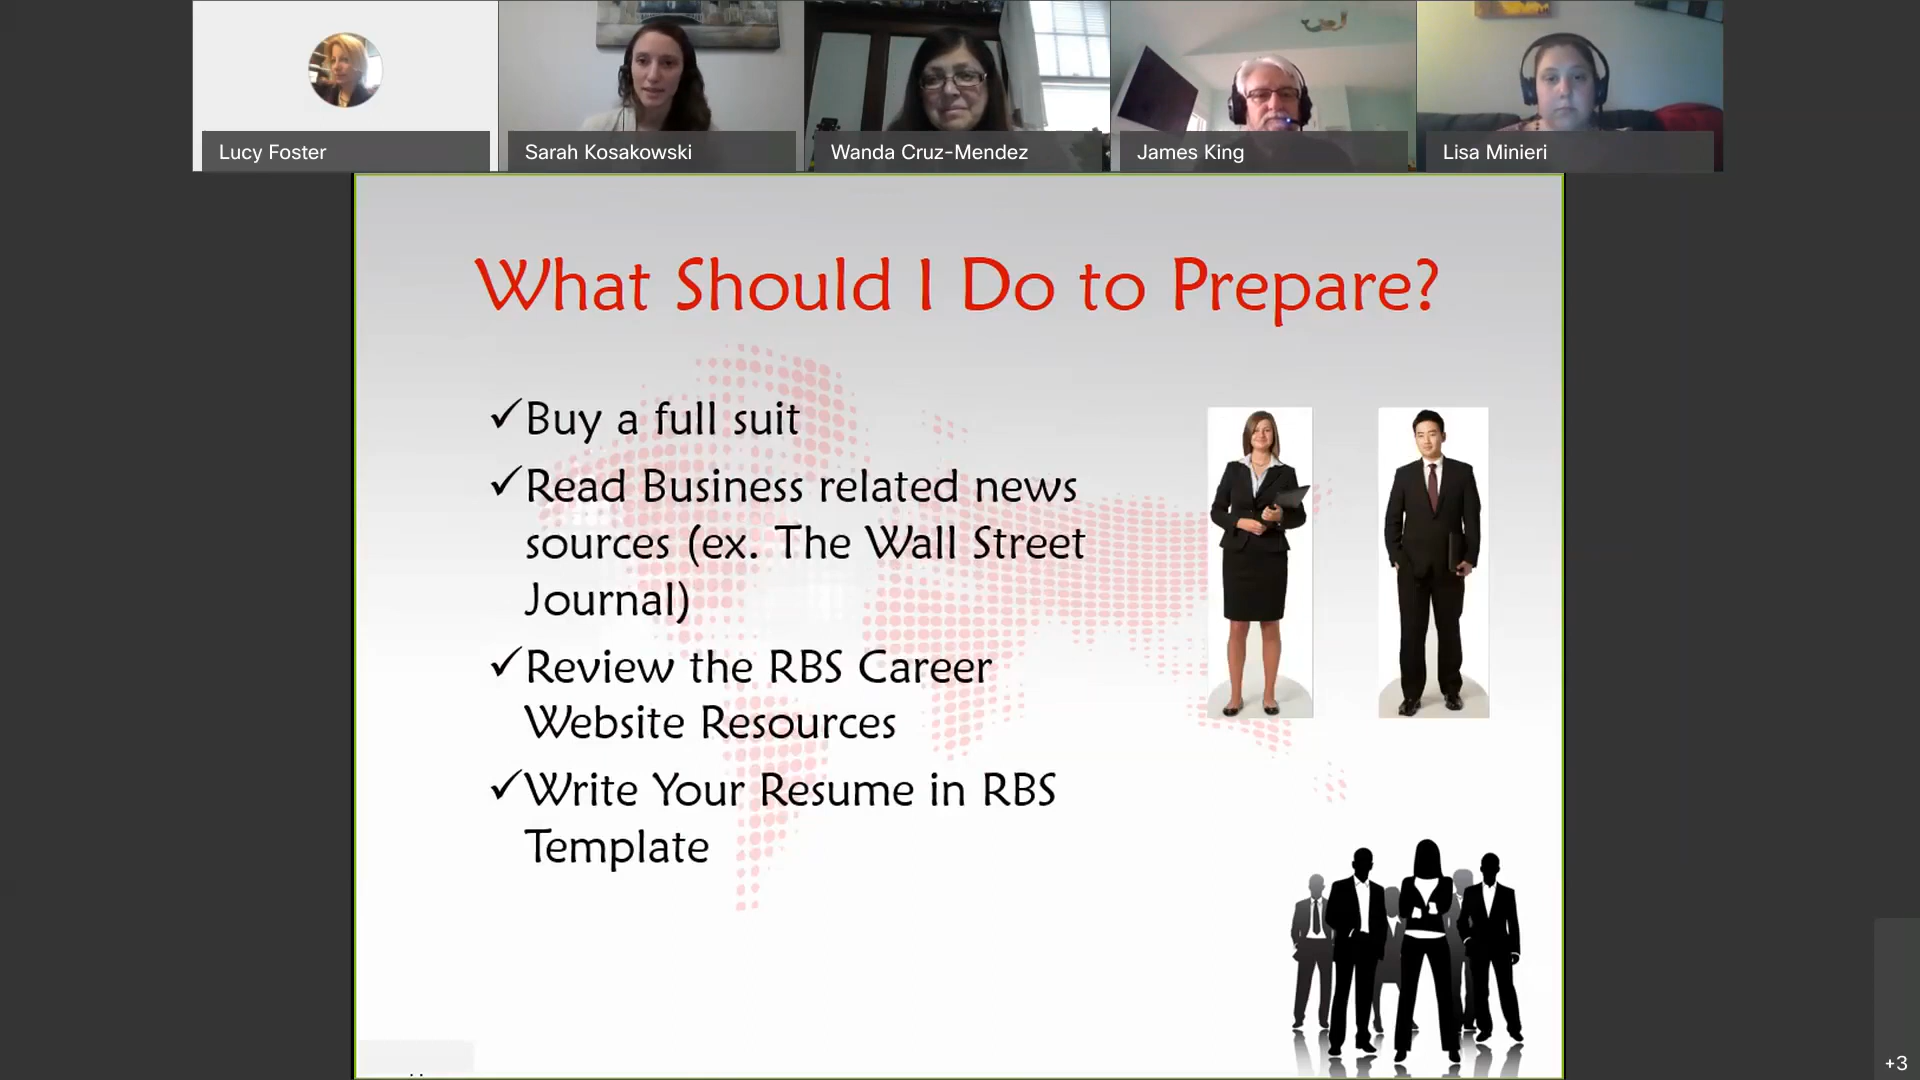 Lucy Foster
Sarah Kosakowski
Wanda Cruz-Mendez
James King
Lisa Minieri
What Should I Do to Prepare?
✓Buy a full suit
✓Read Business related news
sources (ex. The Wall Street
Journal)
✓Review the RBS Career
Website Resources
✓Write Your Resume in RBS
Template
+3